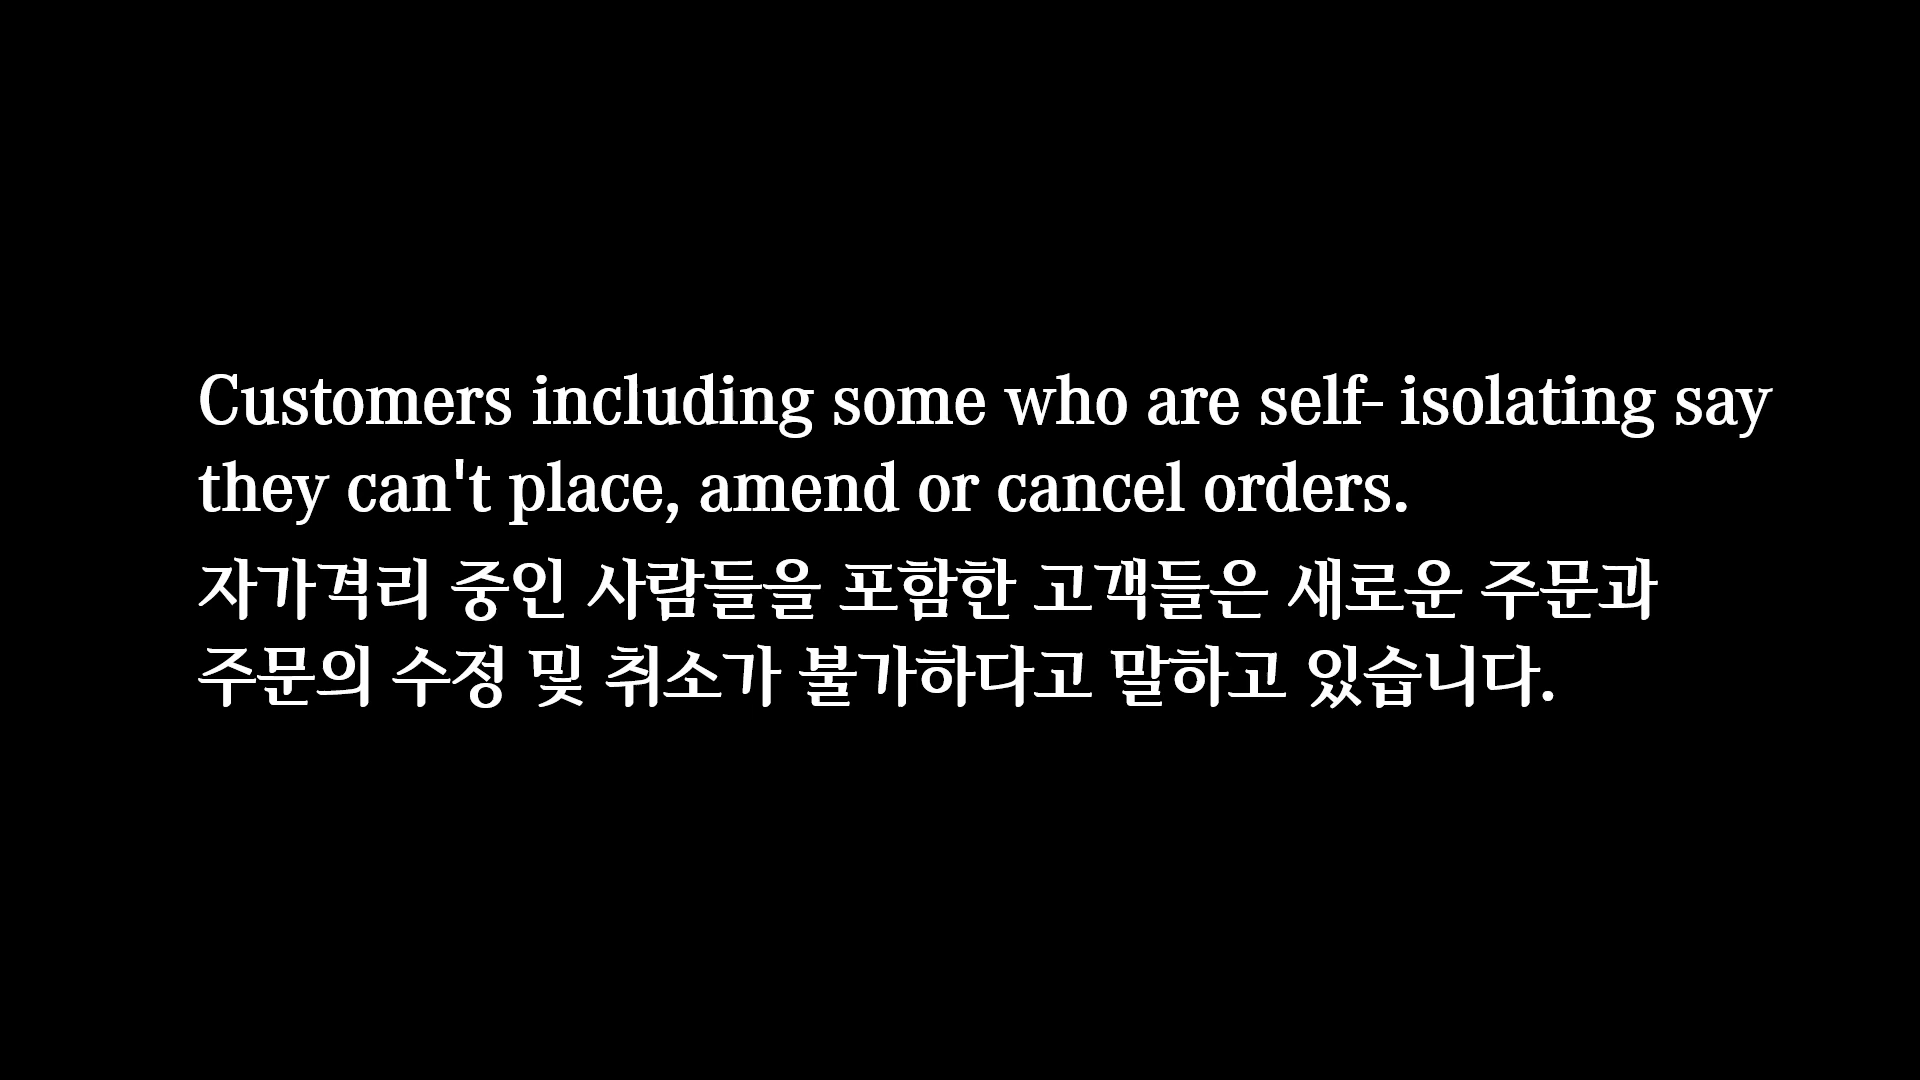 Customers including some who are self- isolating say
they can't place, amend or cancel orders.
자가격리 중인 사람들을 포함한 고객들은 새로운 주문과
주문의 수정 및 취소가 불가하다고 말하고 있습니다.